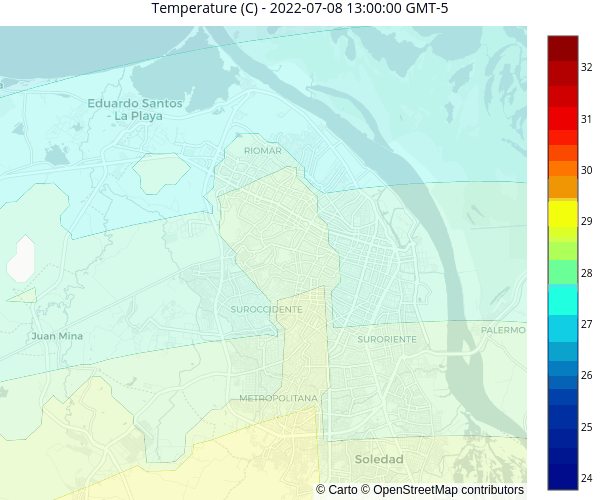 Temperature (C) - 2022-07-08 13:00:00 GMT-5
Eduardo Santos
- La Playa
RIOMAR
SUROCCIDENTE
Juan Mina
SURORIENTE
PALERMO
METROPOLITANA
Soledad
© Carto © OpenStreetMap contributors
32
31
30
29
28
27
26
25
24